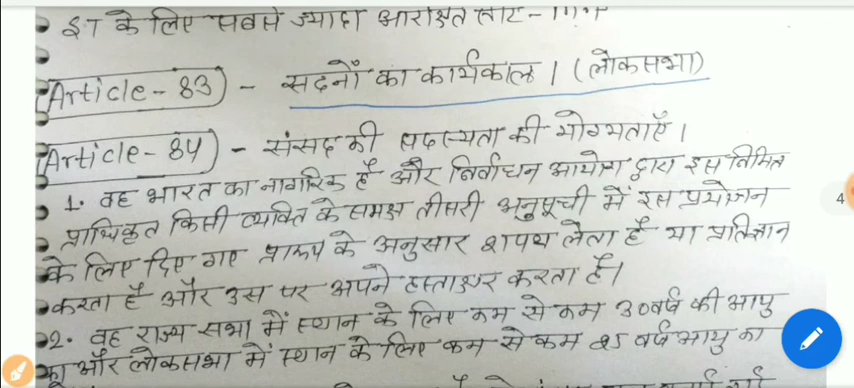 ST के लिए सबसे ज्यादा आरक्षित सीट -
(Article - 83) - सदनों का कार्यकाल । (लोकसभा)
(Article - 84) - संसद की सदस्यता की योग्यताएँ ।
1. वह भारत का नागरिक है और निर्वाचन आयोग द्वारा इस निमित
प्राधिकृत किसी व्यक्ति के समक्ष तीसरी अनुसूची में इस प्रयोजन
के लिए दिए गए प्रारूप के अनुसार शपथ लेता है या प्रतिज्ञान
करता है और उस पर अपने हस्ताक्षर करता है।
2. वह राज्य सभा में स्थान के लिए कम से कम 30 वर्ष की आयु
का और लोकसभा में स्थान के लिए कम से कम 25 वर्ष आयु का
4